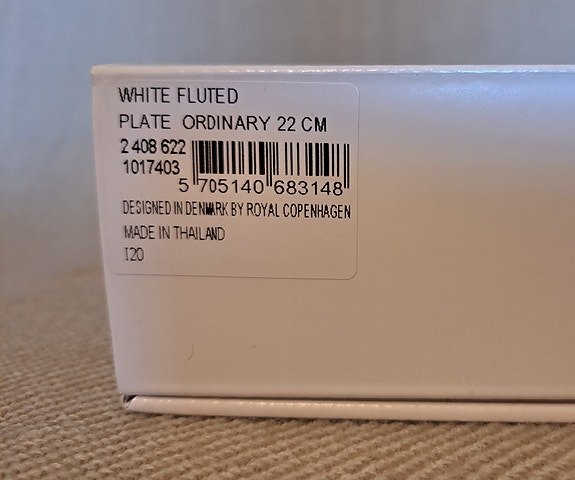 WHITE FLUTED
PLATE ORDINARY 22 CM
2 408 622
1017403
5 705140 683148
DESIGNED IN DENMARK BY ROYAL COPENHAGEN
MADE IN THAILAND
120